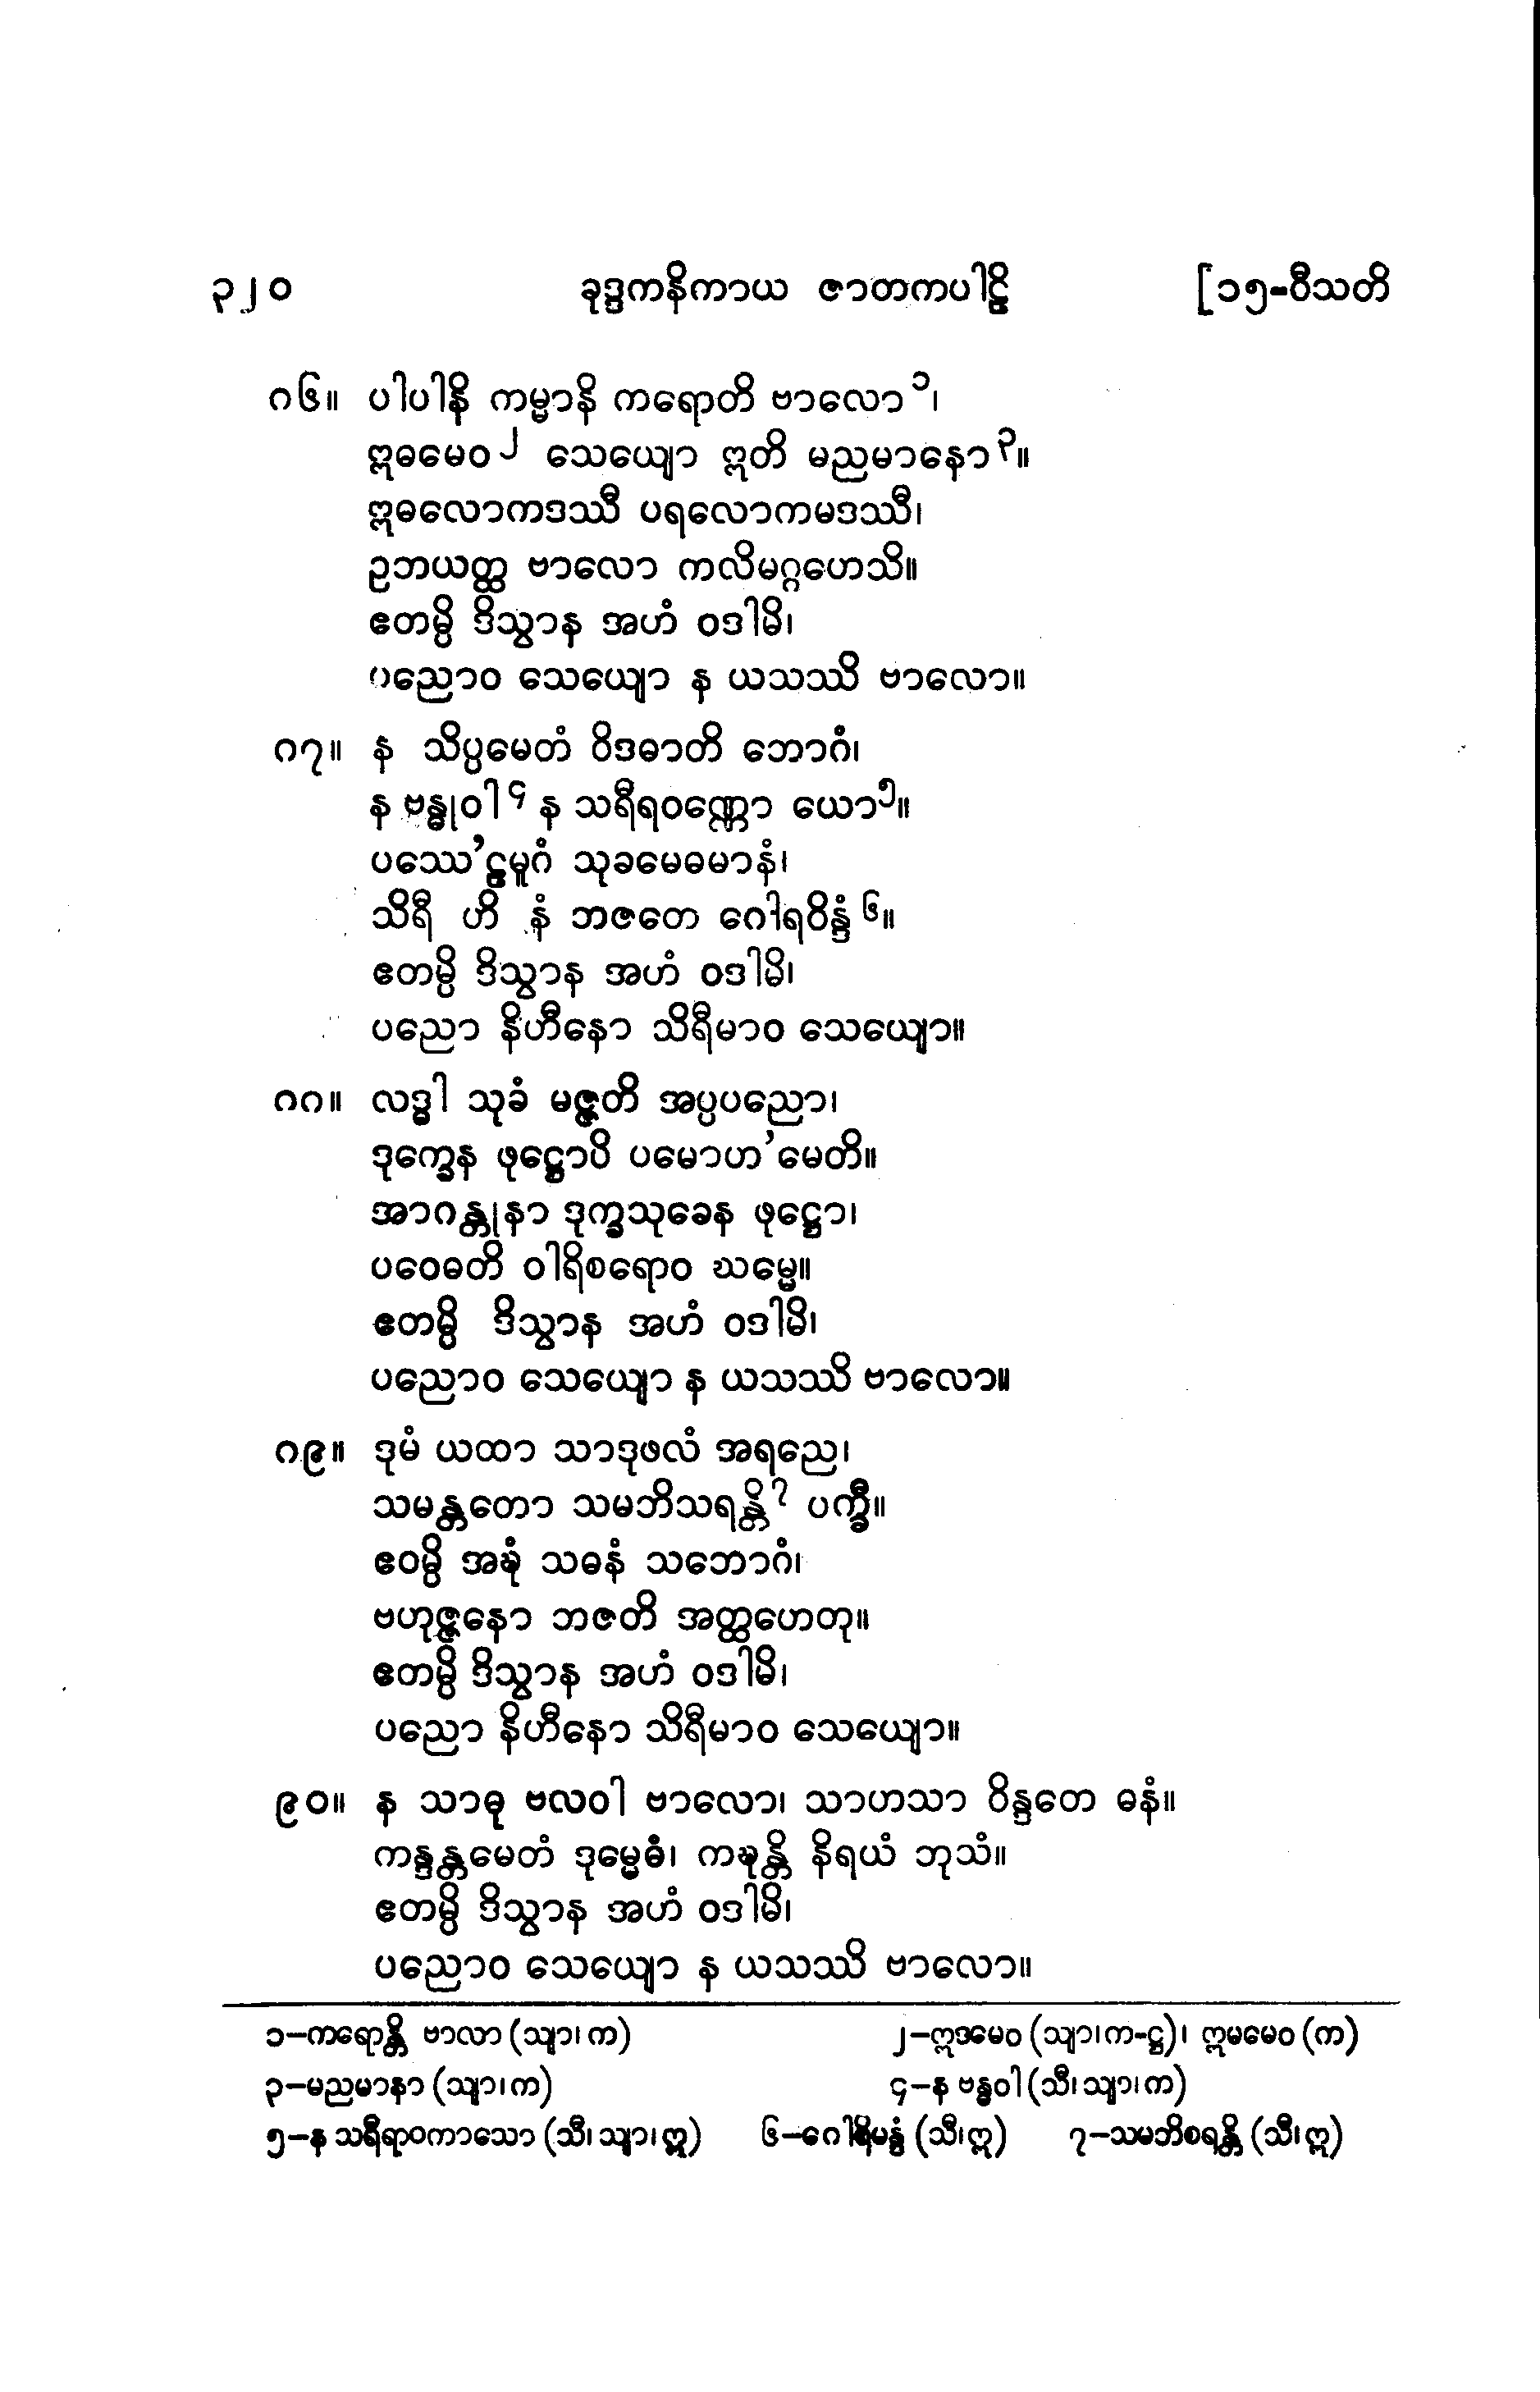 ၃၂၀ ခုဒ္ဒကနိကာယ ဇာတကပါဠိ [၁၅-ဝီသတိ
၈၆။ ပါပါနိ ကမ္မာနိ ကရောတိ ဗာလော၁၊
ဣဓမေဝ၂ သေယျော ဣတိ မညမာနော၃။
ဣဓလောကဒဿီ ပရလောကမဒဿီ၊
ဥဘယတ္ထ ဗာလော ကလိမဂ္ဂဟေသိ။
ဧတမ္ပိ ဒိသွာန အဟံ ဝဒါမိ၊
ပညောဝ သေယျော န ယသဿိ ဗာလော။
၈၇။ န သိပ္ပမေတံ ဝိဒဓာတိ ဘောဂံ၊
န ဗန္ဓုဝါ၄ န သရီရဝဏ္ဏော ယော၅။
ပဿေ’ဠမူဂံ သုခမေဓမာနံ၊
သိရီ ဟိ နံ ဘဇတေ ဂေါရဝိန္ဒံ၆။
ဧတမ္ပိ ဒိသွာန အဟံ ဝဒါမိ၊
ပညော နိဟီနော သိရီမာဝ သေယျော။
၈၈။ လဒ္ဓါ သုခံ မဇ္ဇတိ အပ္ပပညော၊
ဒုက္ခေန ဖုဋ္ဌောပိ ပမောဟ’မေတိ။
အာဂန္တုနာ ဒုက္ခသုခေန ဖုဋ္ဌော၊
ပဝေဓတိ ဝါရိစရောဝ ဃမ္မေ။
ဧတမ္ပိ ဒိသွာန အဟံ ဝဒါမိ၊
ပညောဝ သေယျော န ယသဿိ ဗာလော။
၈၉။ ဒုမံ ယထာ သာဒုဖလံ အရညေ၊
သမန္တတော သမဘိသရန္တိ၇ ပက္ခီ။
ဧဝမ္ပိ အဍ္ဎံ သဓနံ သဘောဂံ၊
ဗဟုဇ္ဇနော ဘဇတိ အတ္ထဟေတု။
ဧတမ္ပိ ဒိသွာန အဟံ ဝဒါမိ၊
ပညော နိဟီနော သိရီမာဝ သေယျော။
၉၀။ န သာဓု ဗလဝါ ဗာလော၊ သာဟသာ ဝိန္ဒတေ ဓနံ။
ကန္ဒန္တမေတံ ဒုမ္မေဓံ၊ ကဍ္ဎန္တိ နိရယံ ဘုသံ။
ဧတမ္ပိ ဒိသွာန အဟံ ဝဒါမိ၊
ပညောဝ သေယျော န ယသဿိ ဗာလော။
၁-ကရောန္တိ ဗာလာ (သျာ၊ က) ၂-ဣဒမေဝ (သျာ၊က-ဋ္ဌ)၊ ဣမမေဝ (က)
၃-မညမာနာ (သျာ၊က) ၄-န ဗန္ဓဝါ (သီ၊သျာ၊က)
၅-န သရီရာဝကာသော (သီ၊သျာ၊ဣ) ၆-ဂေါရိမန္တံ (သီ၊ဣ) ၇-သမဘိစရန္တိ (သီ၊ဣ)